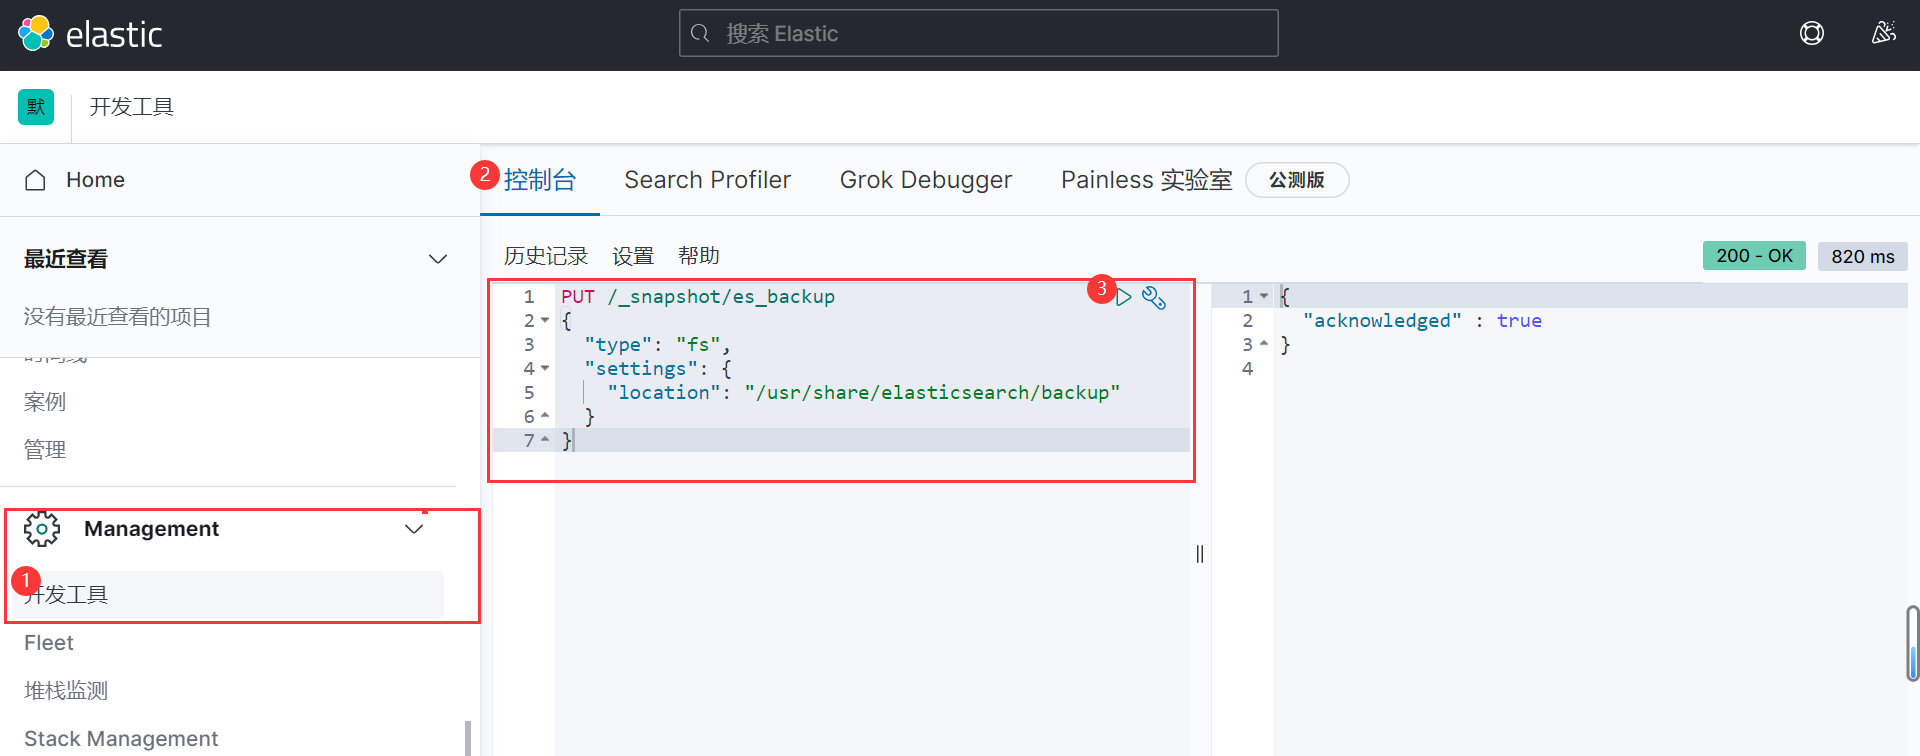 elastic
搜索 Elastic
默
开发工具
Home
最近查看
没有最近查看的项目
案例
管理
Management
1
开发工具
Fleet
堆栈监测
Stack Management
2
控制台
Search Profiler
Grok Debugger
Painless 实验室
公测版
历史记录
设置
帮助
200 - OK
820 ms
3
1 PUT /_snapshot/es_backup
2 {
3 "type": "fs",
4 "settings": {
5 "location": "/usr/share/elasticsearch/backup"
6 }
7 }
1 {
2 "acknowledged" : true
3 }
4